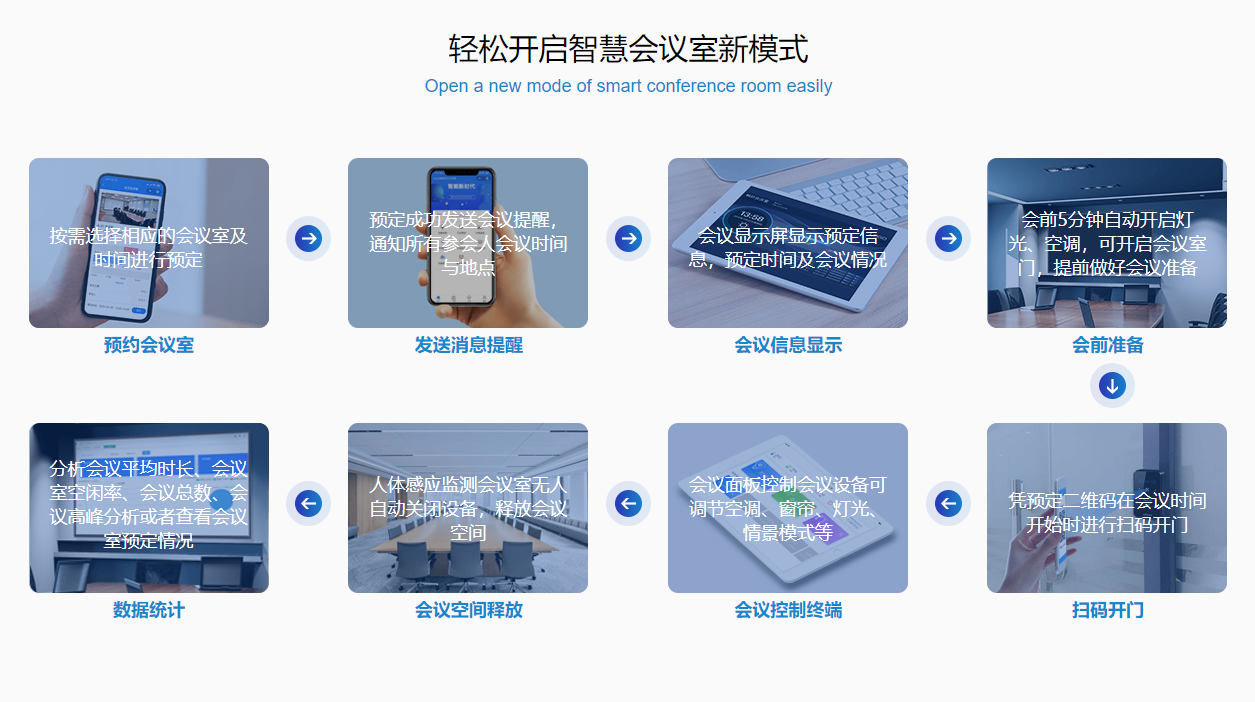 轻松开启智慧会议室新模式
Open a new mode of smart conference room easily
按需选择相应的会议室及
时间进行预定
预约会议室
智能新时代
预定成功发送会议提醒，
通知所有参会人会议时间
与地点
发送消息提醒
13:58
会议显示屏显示预定信
息，预定时间及会议情况
会议信息显示
会前5分钟自动开启灯
光、空调，可开启会议室
门，提前做好会议准备
会前准备
凭预定二维码在会议时间
开始时进行扫码开门
扫码开门
会议面板控制会议设备可
调节空调、窗帘、灯光、
情景模式等
会议控制终端
人体感应监测会议室无人
自动关闭设备，释放会议
空间
会议空间释放
分析会议平均时长、会议
室空闲率、会议总数、会
议高峰分析或者查看会议
室预定情况
数据统计